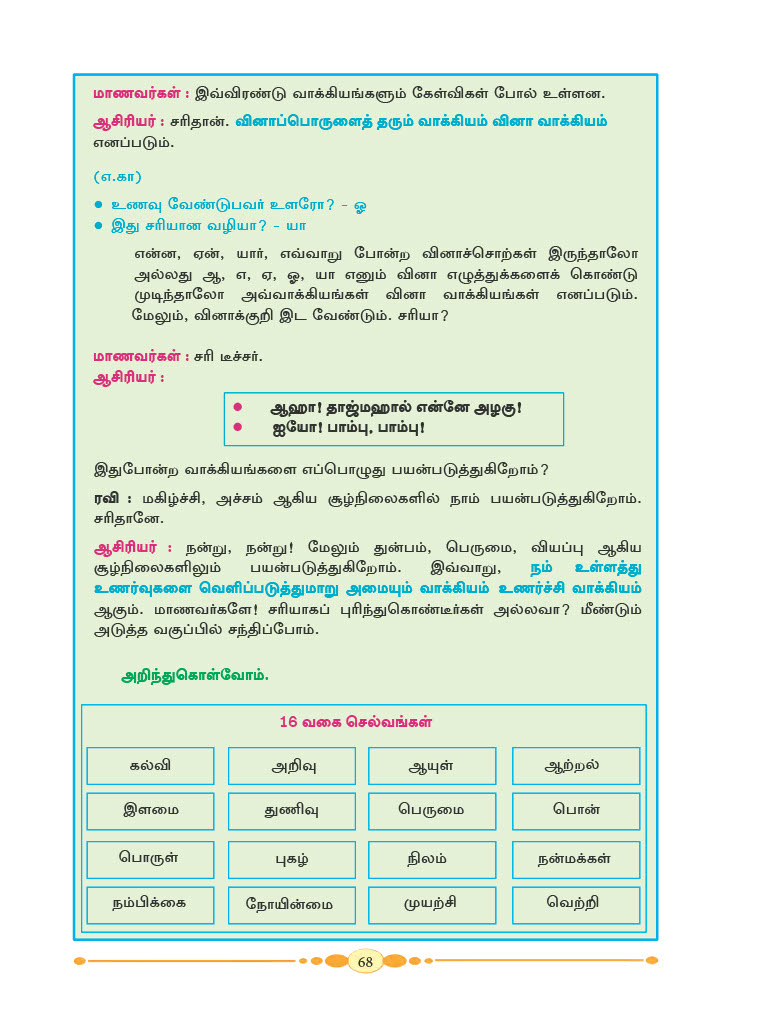 மாணவர்கள் : இவ்விரண்டு வாக்கியங்களும் கேள்விகள் போல் உள்ளன.
ஆசிரியர் : சரிதான். வினாப்பொருளைத் தரும் வாக்கியம் வினா வாக்கியம்
எனப்படும்.
(எ.கா)
• உணவு வேண்டுபவர் உளரோ? - ஓ
• இது சரியான வழியா? - யா
என்ன, ஏன், யார், எவ்வாறு போன்ற வினாச்சொற்கள் இருந்தாலோ
அல்லது ஆ, எ, ஏ, ஓ, யா எனும் வினா எழுத்துக்களைக் கொண்டு
முடிந்தாலோ அவ்வாக்கியங்கள் வினா வாக்கியங்கள் எனப்படும்.
மேலும், வினாக்குறி இட வேண்டும். சரியா?
மாணவர்கள் : சரி டீச்சர்.
ஆசிரியர் :
• ஆஹா! தாஜ்மஹால் என்னே அழகு!
• ஐயோ! பாம்பு, பாம்பு!
இதுபோன்ற வாக்கியங்களை எப்பொழுது பயன்படுத்துகிறோம்?
ரவி : மகிழ்ச்சி, அச்சம் ஆகிய சூழ்நிலைகளில் நாம் பயன்படுத்துகிறோம்.
சரிதானே.
ஆசிரியர் : நன்று, நன்று! மேலும் துன்பம், பெருமை, வியப்பு ஆகிய
சூழ்நிலைகளிலும் பயன்படுத்துகிறோம். இவ்வாறு, நம் உள்ளத்து
உணர்வுகளை வெளிப்படுத்துமாறு அமையும் வாக்கியம் உணர்ச்சி வாக்கியம்
ஆகும். மாணவர்களே! சரியாகப் புரிந்துகொண்டீர்கள் அல்லவா? மீண்டும்
அடுத்த வகுப்பில் சந்திப்போம்.
அறிந்துகொள்வோம்.
16 வகை செல்வங்கள்
கல்வி அறிவு ஆயுள் ஆற்றல்
இளமை துணிவு பெருமை பொன்
பொருள் புகழ் நிலம் நன்மக்கள்
நம்பிக்கை நோயின்மை முயற்சி வெற்றி
68